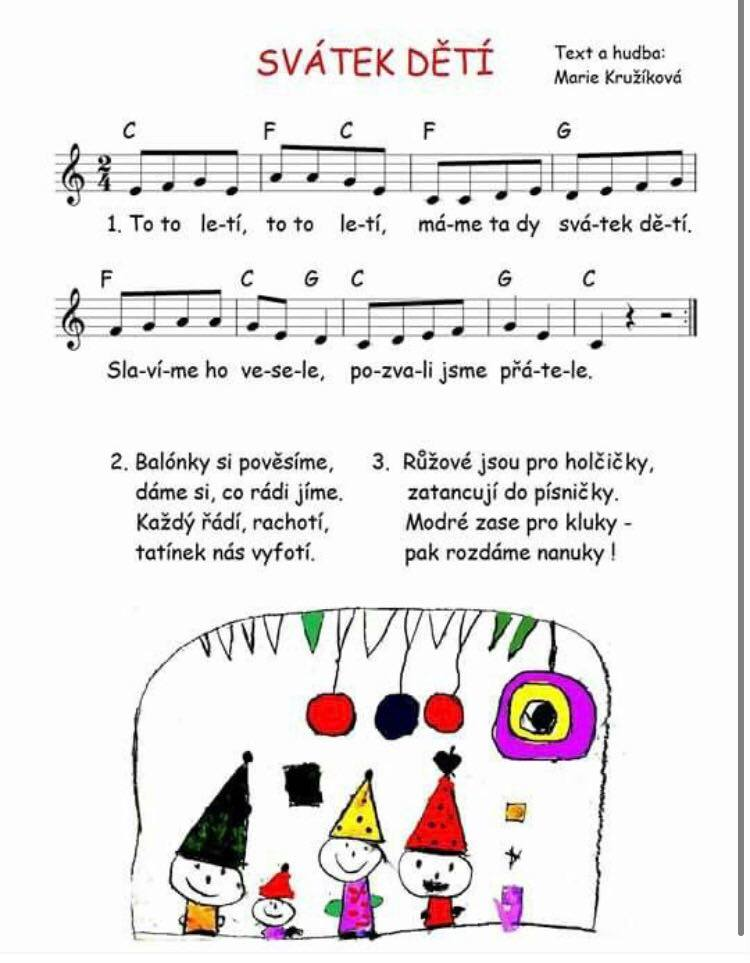 SVÁTEK DĚTÍ
Text a hudba:
Marie Kružíková
C F C F G
2
4
1. To to le-tí, to to le-tí, má-me ta dy svá-tek dě-tí.
F C G C G C
Sla-ví-me ho ve-se-le, po-zva-li jsme přá-te-le.
2. Balónky si pověsíme,
dáme si, co rádi jíme.
Každý řádí, rachotí,
tatínek nás vyfotí.
3. Růžové jsou pro holčičky,
zatancují do písničky.
Modré zase pro kluky -
pak rozdáme nanuky !